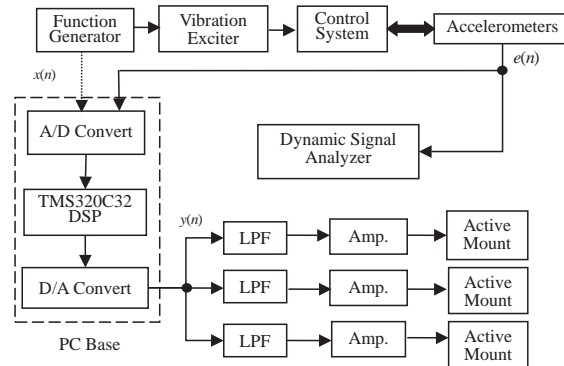 Function
Generator
Vibration
Exciter
Control
System
Accelerometers
x(n)
e(n)
A/D Convert
Dynamic Signal
Analyzer
TMS320C32
DSP
y(n)
D/A Convert
LPF
Amp.
Active
Mount
LPF
Amp.
Active
Mount
LPF
Amp.
Active
Mount
PC Base